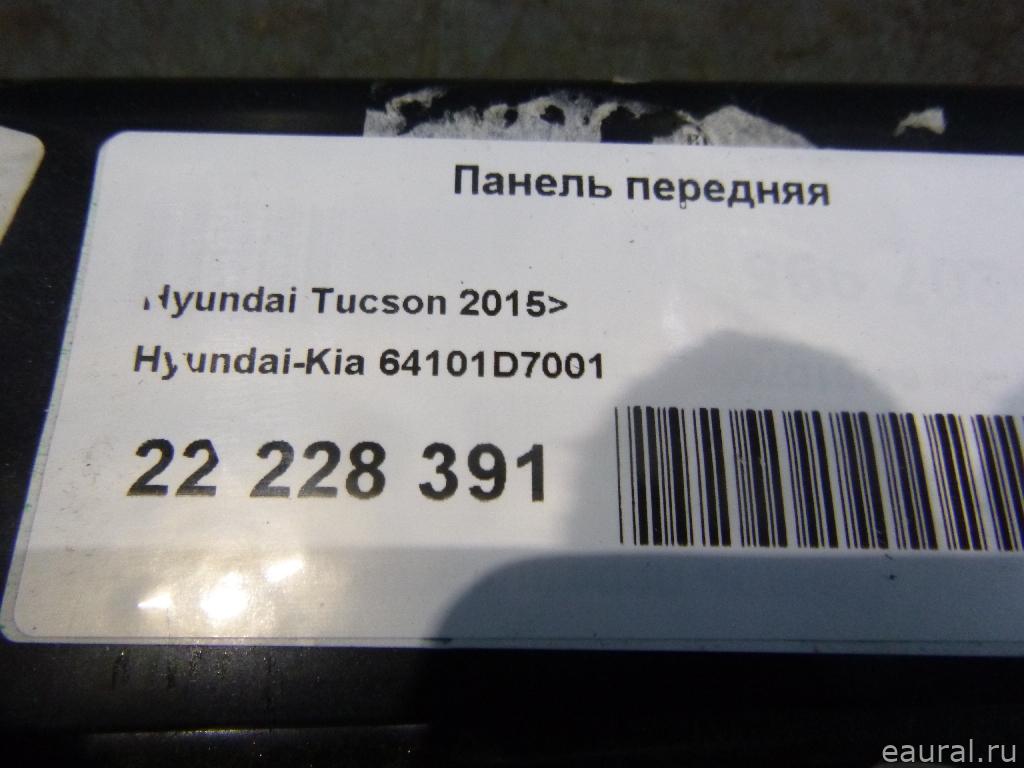 Панель передняя
Hyundai Tucson 2015>
Hyundai-Kia 64101D7001
22 228 391
eaural.ru